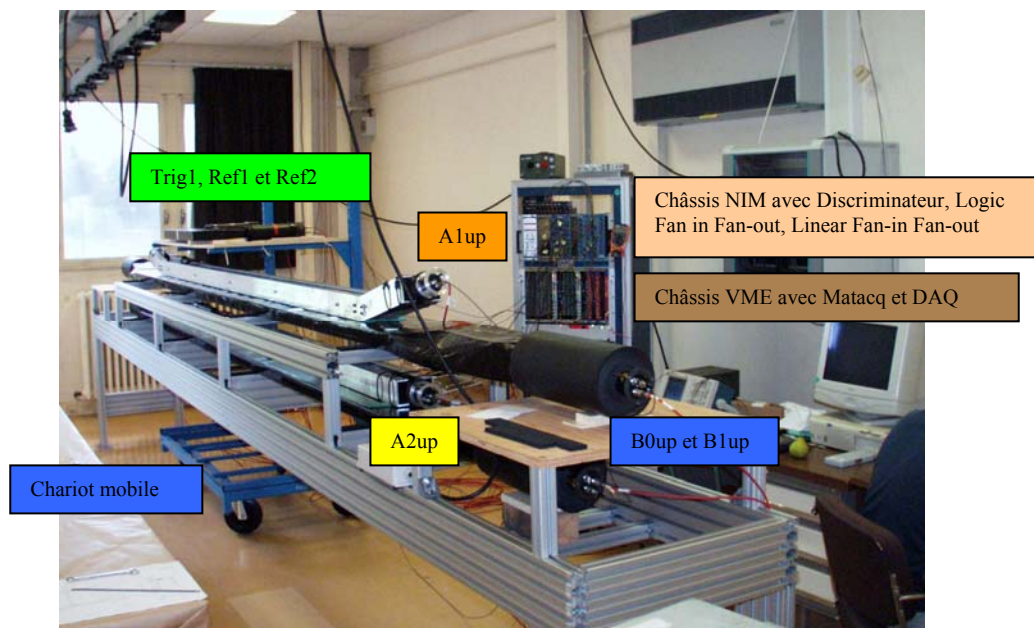 Trig1, Ref1 et Ref2
A1up
Châssis NIM avec Discriminateur, Logic
Fan in Fan-out, Linear Fan-in Fan-out
Châssis VME avec Matacq et DAQ
A2up
B0up et B1up
Chariot mobile